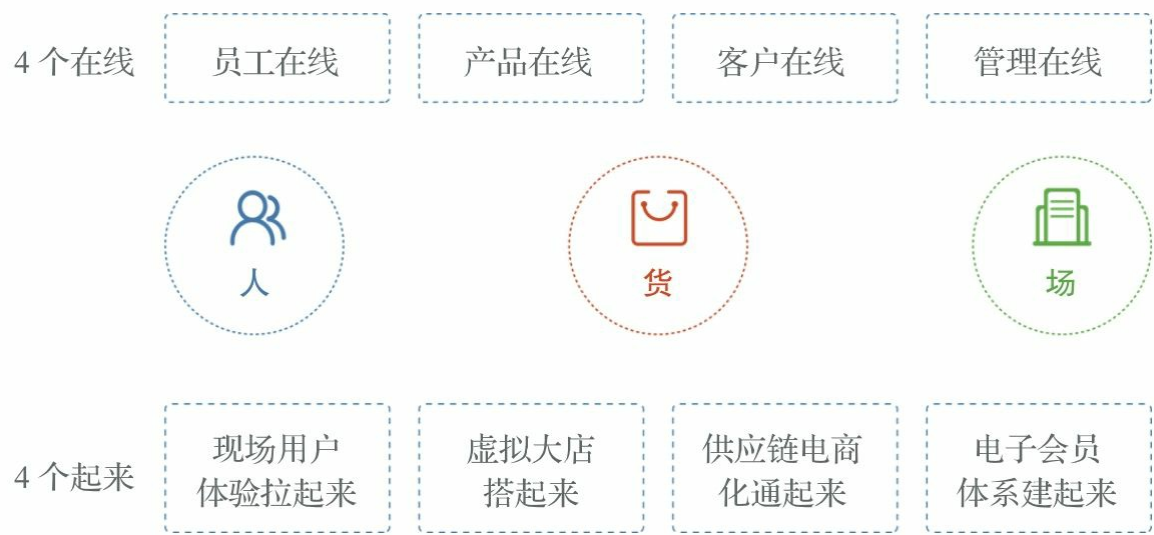 4 个在线
员工在线
产品在线
客户在线
管理在线
人
货
场
4 个起来
现场用户
体验拉起来
虚拟大店
搭起来
供应链电商
化通起来
电子会员
体系建起来